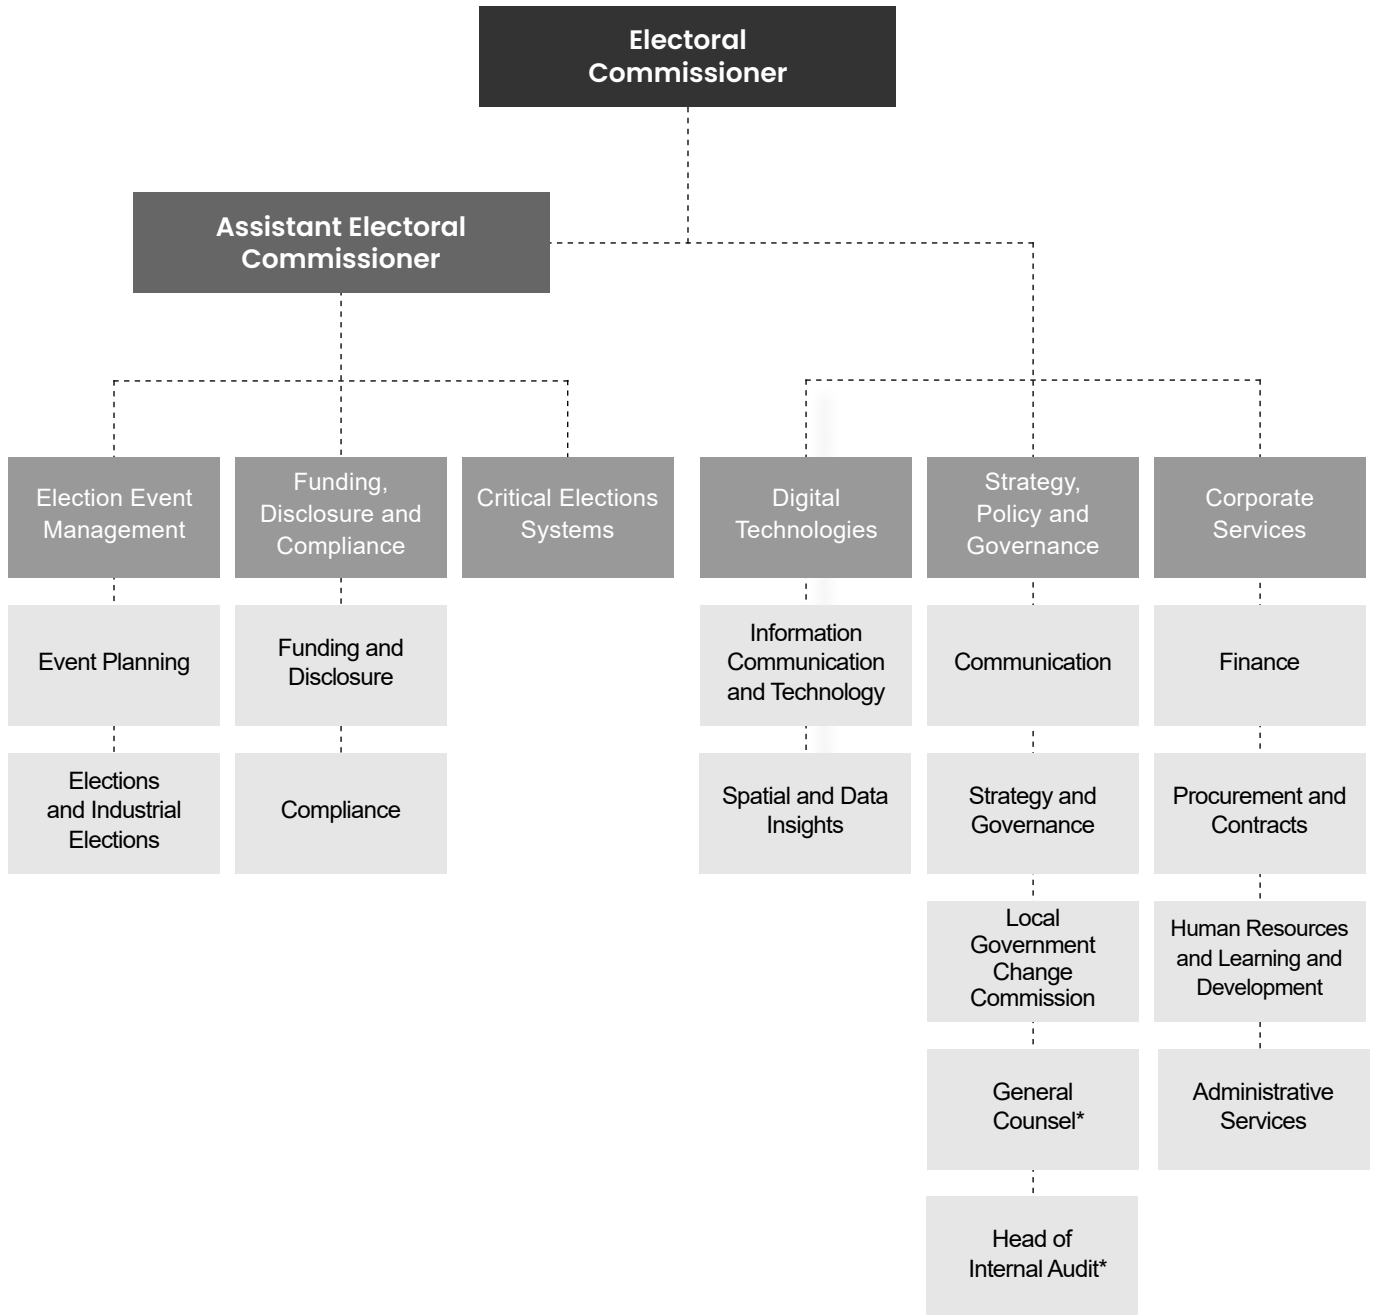 Electoral
Commissioner
Assistant Electoral
Commissioner
Election Event
Management
Funding,
Disclosure and
Compliance
Critical Elections
Systems
Digital
Technologies
Strategy,
Policy and
Governance
Corporate
Services
Event Planning
Funding and
Disclosure
Information
Communication
and Technology
Communication
Finance
Elections
and Industrial
Elections
Compliance
Spatial and Data
Insights
Strategy and
Governance
Procurement and
Contracts
Local
Government
Change
Commission
Human Resources
and Learning and
Development
General
Counsel*
Administrative
Services
Head of
Internal Audit*